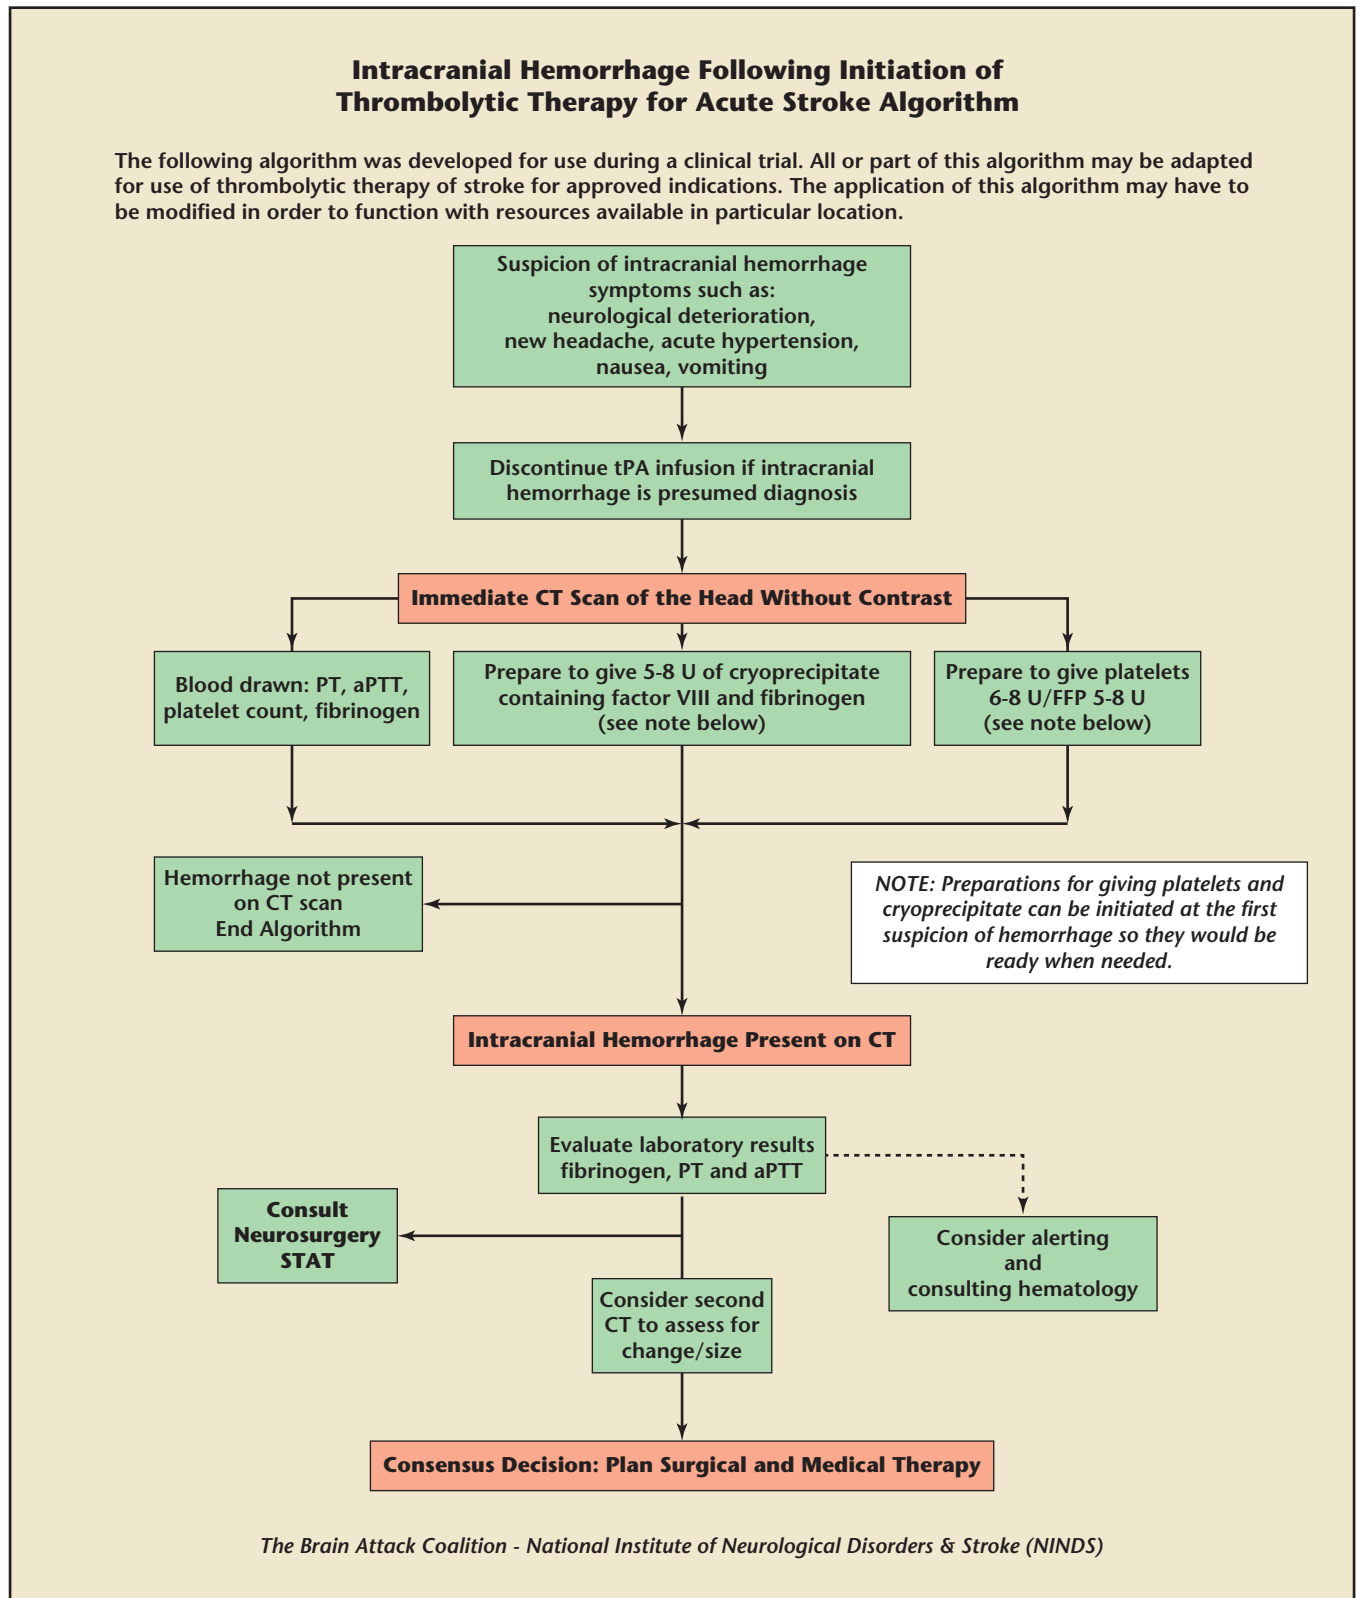 Intracranial Hemorrhage Following Initiation of
Thrombolytic Therapy for Acute Stroke Algorithm
The following algorithm was developed for use during a clinical trial. All or part of this algorithm may be adapted
for use of thrombolytic therapy of stroke for approved indications. The application of this algorithm may have to
be modified in order to function with resources available in particular location.
Suspicion of intracranial hemorrhage
symptoms such as:
neurological deterioration,
new headache, acute hypertension,
nausea, vomiting
Discontinue tPA infusion if intracranial
hemorrhage is presumed diagnosis
Immediate CT Scan of the Head Without Contrast
Blood drawn: PT, aPTT,
platelet count, fibrinogen
Prepare to give 5-8 U of cryoprecipitate
containing factor VIII and fibrinogen
(see note below)
Prepare to give platelets
6-8 U/FFP 5-8 U
(see note below)
Hemorrhage not present
on CT scan
End Algorithm
NOTE: Preparations for giving platelets and
cryoprecipitate can be initiated at the first
suspicion of hemorrhage so they would be
ready when needed.
Intracranial Hemorrhage Present on CT
Evaluate laboratory results
fibrinogen, PT and aPTT
Consult
Neurosurgery
STAT
Consider alerting
and
consulting hematology
Consider second
CT to assess for
change/size
Consensus Decision: Plan Surgical and Medical Therapy
The Brain Attack Coalition - National Institute of Neurological Disorders & Stroke (NINDS)